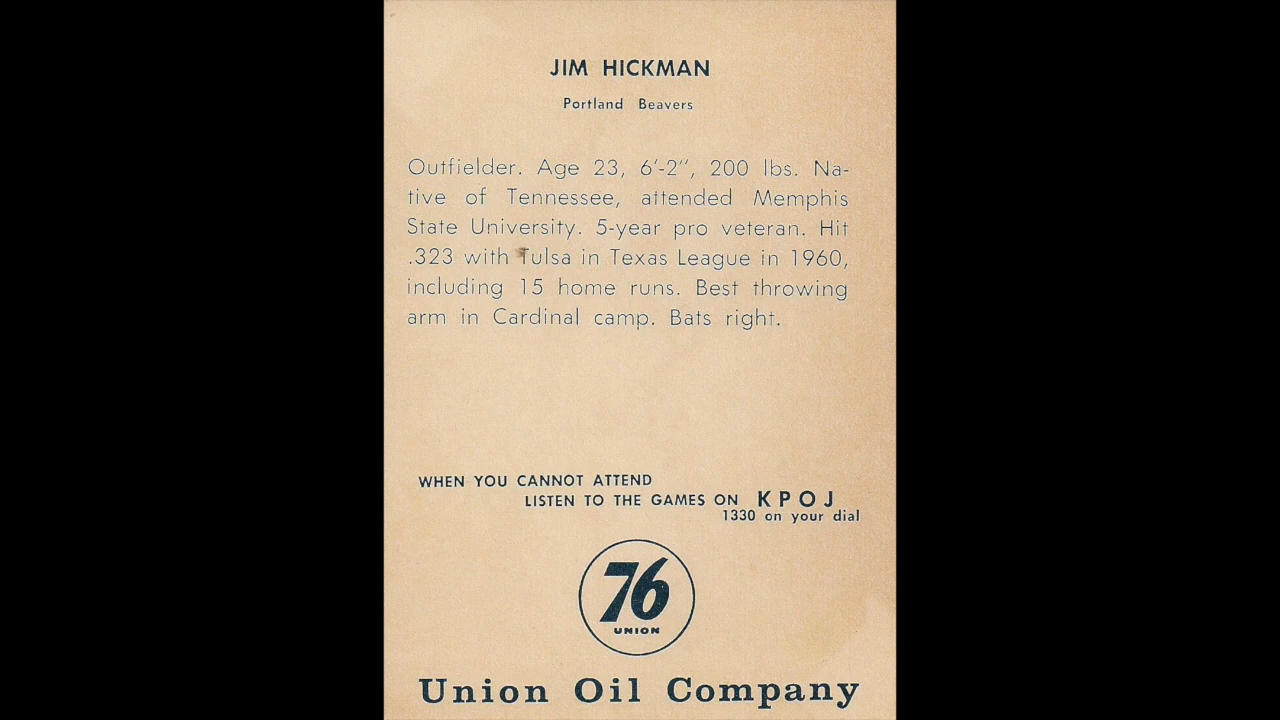 JIM HICKMAN
Portland Beavers
Outfielder. Age 23, 6'-2", 200 lbs. Na-
tive of Tennessee, attended Memphis
State University. 5-year pro veteran. Hit
.323 with Tulsa in Texas League in 1960,
including 15 home runs. Best throwing
arm in Cardinal camp. Bats right.
WHEN YOU CANNOT ATTEND
LISTEN TO THE GAMES ON KPOJ
1330 on your dial
76
UNION
Union Oil Company